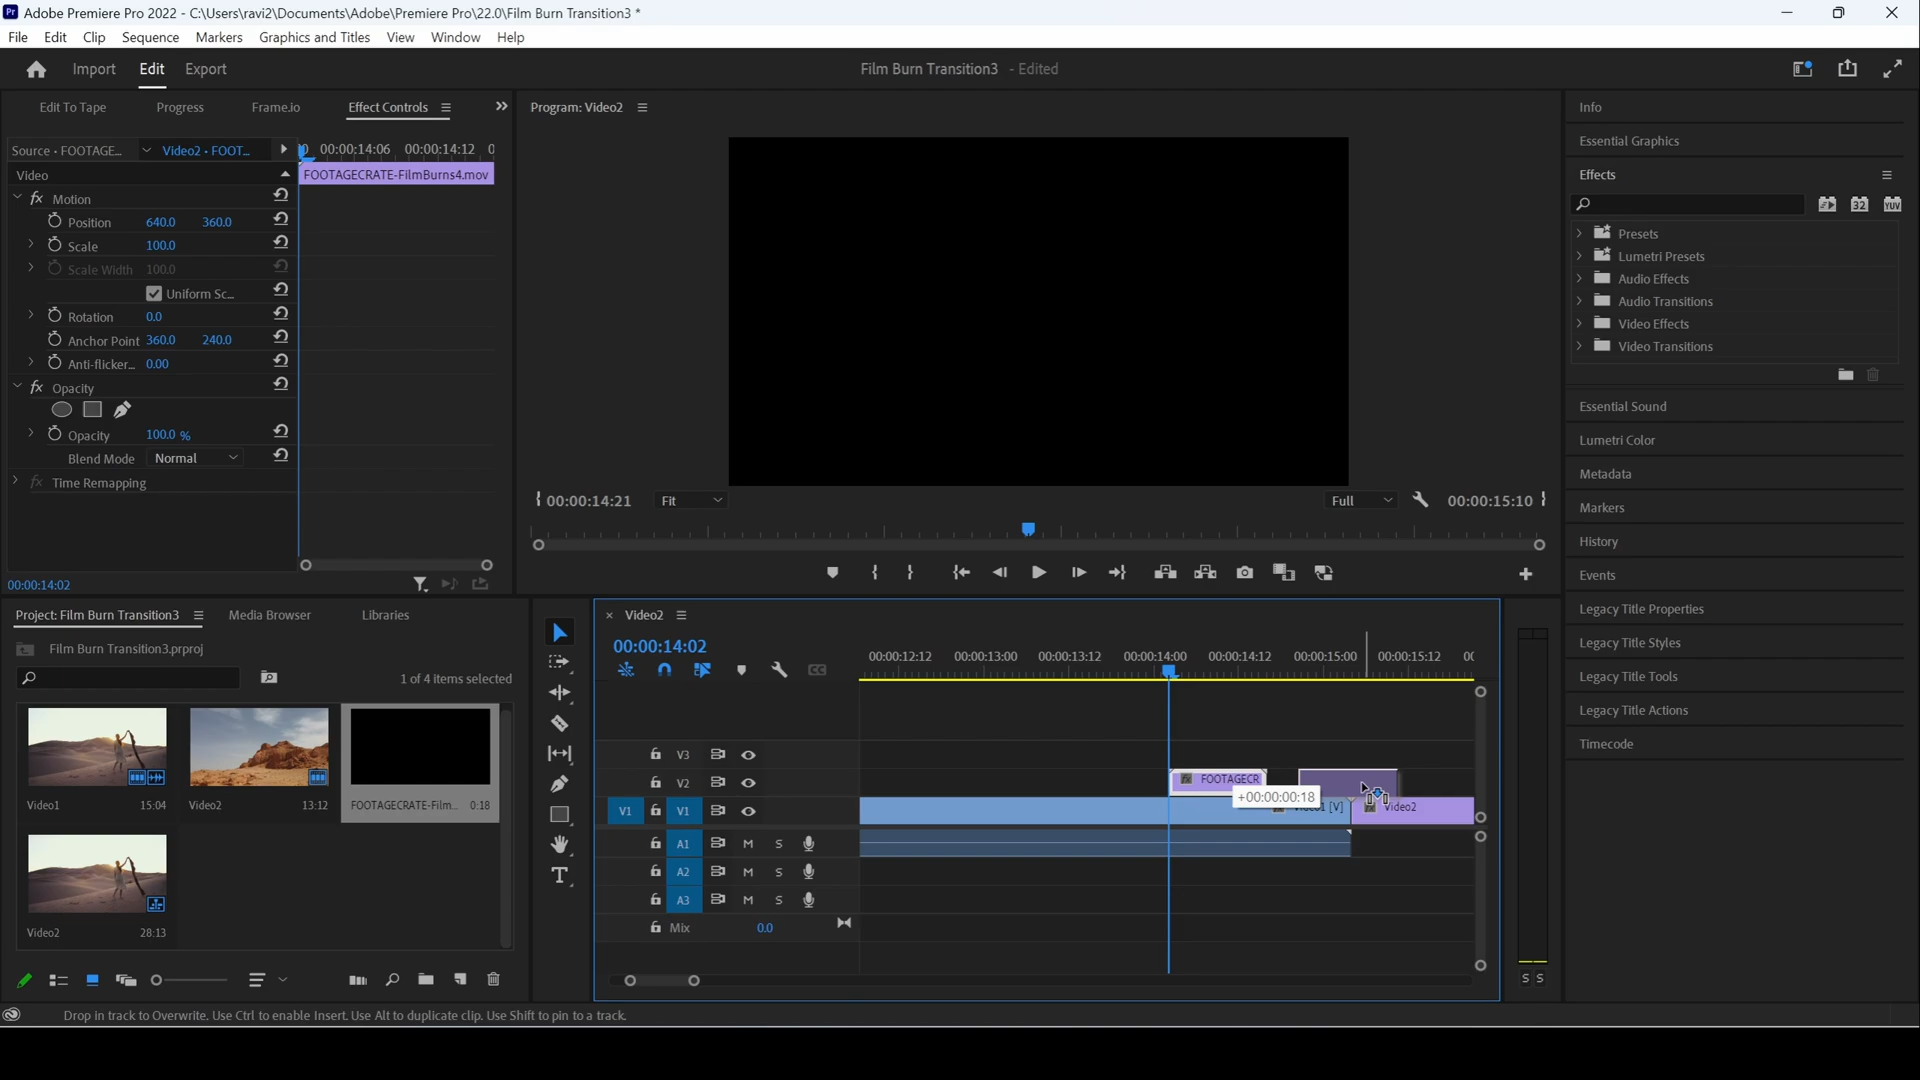 Adobe Premiere Pro 2022 - C:\Users\ravi2\Documents\Adobe\Premiere Pro\22.0\Film Burn Transition3 *
File Edit Clip Sequence Markers Graphics and Titles View Window Help
Import Edit Export
Film Burn Transition3 - Edited
Edit To Tape Progress Frame.io Effect Controls
Source • FOOTAGE... Video2 • FOOT...
00:00:14:06 00:00:14:12 0
Video
FOOTAGECRATE-FilmBurns4.mov
fx Motion
Position 640.0 360.0
Scale 100.0
Scale Width 100.0
Uniform Sc...
Rotation 0.0
Anchor Point 360.0 240.0
Anti-flicker... 0.00
fx Opacity
Opacity 100.0 %
Blend Mode Normal
fx Time Remapping
00:00:14:02
Program: Video2
00:00:14:21 Fit Full 00:00:15:10
Info
Essential Graphics
Effects
32 YUV
Presets
Lumetri Presets
Audio Effects
Audio Transitions
Video Effects
Video Transitions
Essential Sound
Lumetri Color
Metadata
Markers
History
Events
Legacy Title Properties
Legacy Title Styles
Legacy Title Tools
Legacy Title Actions
Timecode
Project: Film Burn Transition3 Media Browser Libraries
Film Burn Transition3.prproj
1 of 4 items selected
Video1 15:04
Video2 13:12
FOOTAGECRATE-Film... 0:18
Video2 28:13
Video2
00:00:14:02
00:00:12:12 00:00:13:00 00:00:13:12 00:00:14:00 00:00:14:12 00:00:15:00 00:00:15:12 00
V3
V2 fx FOOTAGECR
+00:00:00:18
V1 V1 Video1 [V] Video2
A1 M S
A2 M S
A3 M S
Mix 0.0
S S
Drop in track to Overwrite. Use Ctrl to enable Insert. Use Alt to duplicate clip. Use Shift to pin to a track.